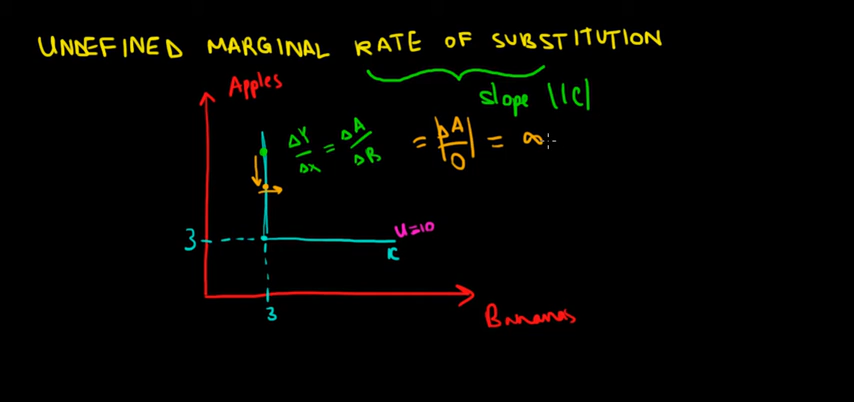 UNDEFINED MARGINAL RATE OF SUBSTITUTION
Apples
slope |IC|
ΔY/ΔX = ΔA/ΔB = |ΔA/0| = ∞
U=10
3
IC
3
Bananas